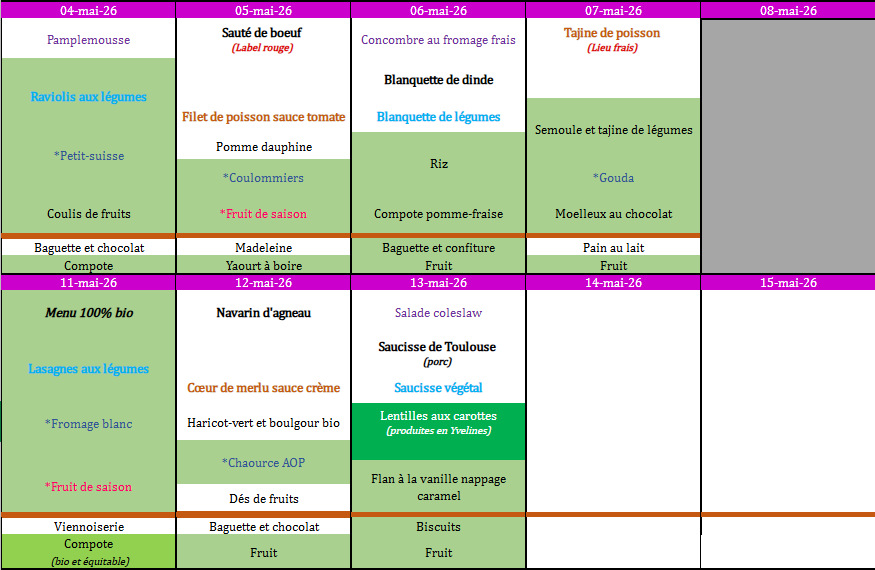 04-mai-26
05-mai-26
06-mai-26
07-mai-26
08-mai-26
Pamplemousse
Raviolis aux légumes
*Petit-suisse
Coulis de fruits
Baguette et chocolat
Compote
Sauté de boeuf
(Label rouge)
Filet de poisson sauce tomate
Pomme dauphine
*Coulommiers
*Fruit de saison
Madeleine
Yaourt à boire
Concombre au fromage frais
Blanquette de dinde
Blanquette de légumes
Riz
Compote pomme-fraise
Baguette et confiture
Fruit
Tajine de poisson
(Lieu frais)
Semoule et tajine de légumes
*Gouda
Moelleux au chocolat
Pain au lait
Fruit
11-mai-26
12-mai-26
13-mai-26
14-mai-26
15-mai-26
Menu 100% bio
Lasagnes aux légumes
*Fromage blanc
*Fruit de saison
Viennoiserie
Compote
(bio et équitable)
Navarin d'agneau
Cœur de merlu sauce crème
Haricot-vert et boulgour bio
*Chaource AOP
Dés de fruits
Baguette et chocolat
Fruit
Salade coleslaw
Saucisse de Toulouse
(porc)
Saucisse végétal
Lentilles aux carottes
(produites en Yvelines)
Flan à la vanille nappage
caramel
Biscuits
Fruit